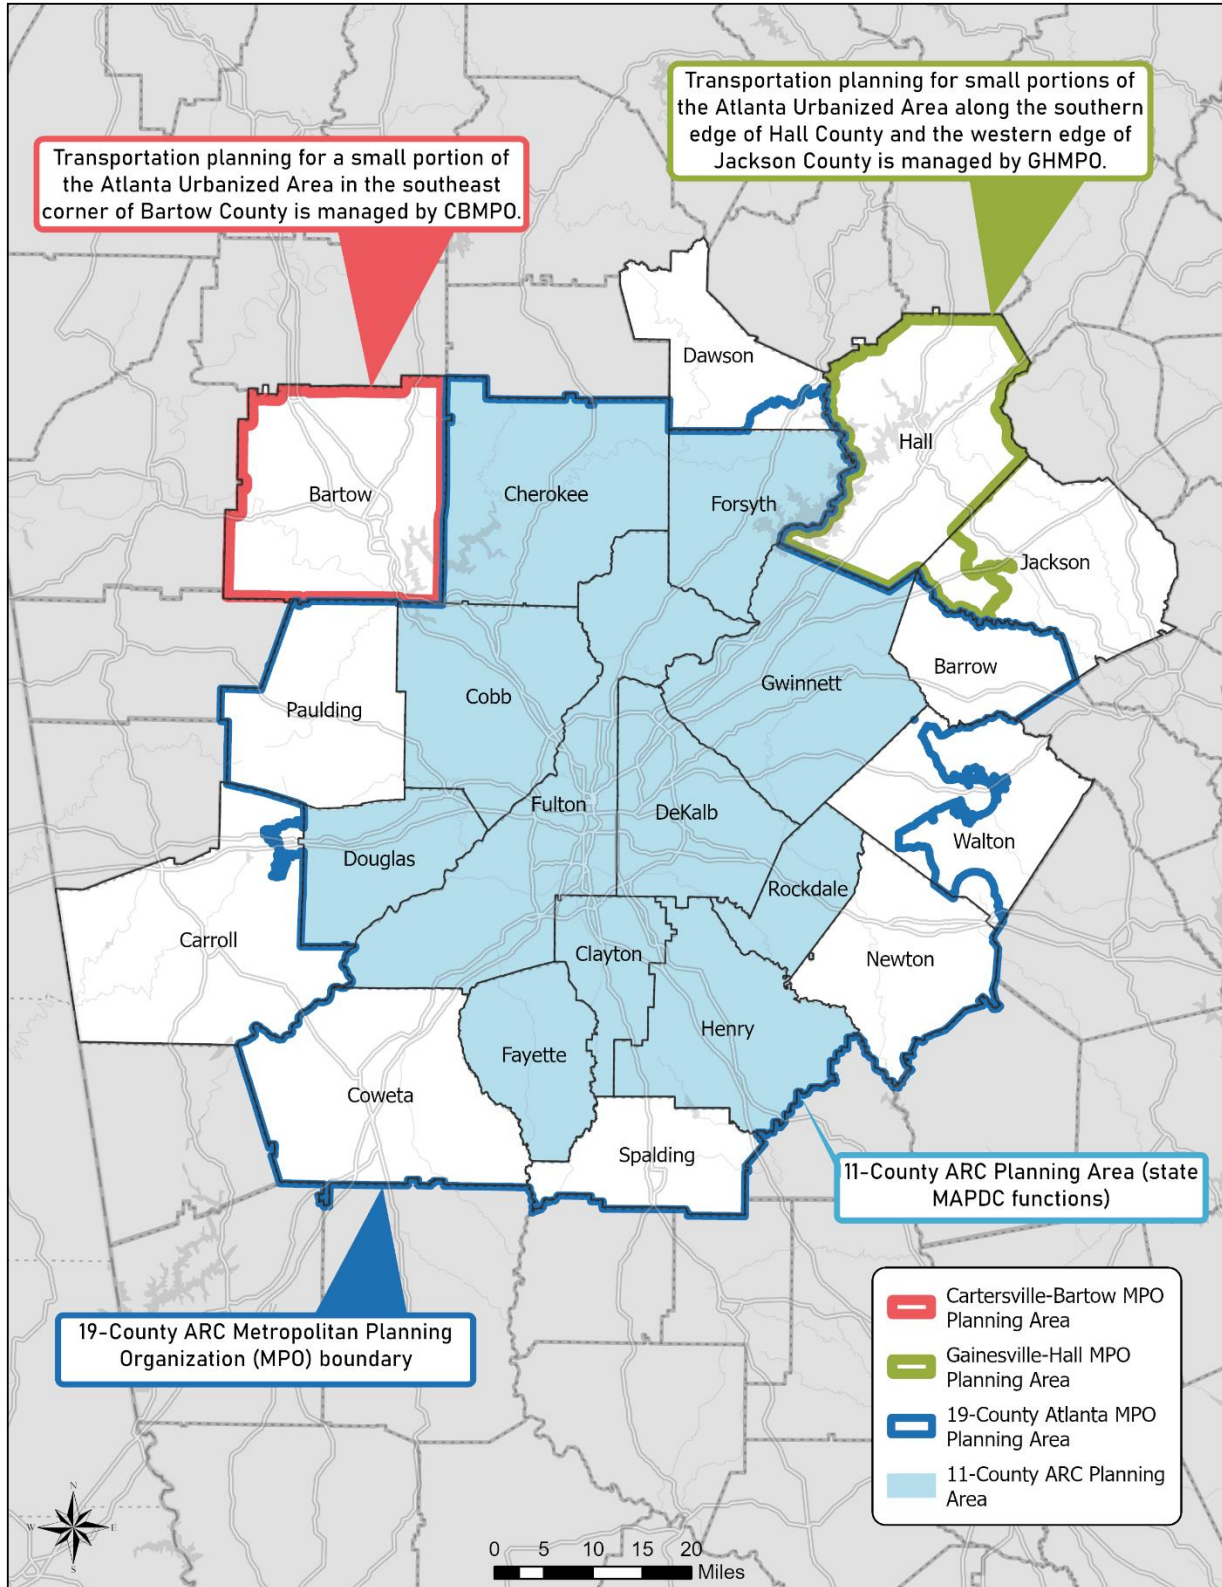 Transportation planning for small portions of
the Atlanta Urbanized Area along the southern
edge of Hall County and the western edge of
Jackson County is managed by GHMPO.
Transportation planning for a small portion of
the Atlanta Urbanized Area in the southeast
corner of Bartow County is managed by CBMPO.
Dawson
Hall
Bartow
Cherokee
Forsyth
Jackson
Barrow
Gwinnett
Cobb
Paulding
Fulton
DeKalb
Walton
Douglas
Rockdale
Carroll
Clayton
Newton
Henry
Fayette
Coweta
Spalding
11-County ARC Planning Area (state
MAPDC functions)
19-County ARC Metropolitan Planning
Organization (MPO) boundary
Cartersville-Bartow MPO
Planning Area
Gainesville-Hall MPO
Planning Area
19-County Atlanta MPO
Planning Area
11-County ARC Planning
Area
N
W
E
S
0 5 10 15 20
Miles